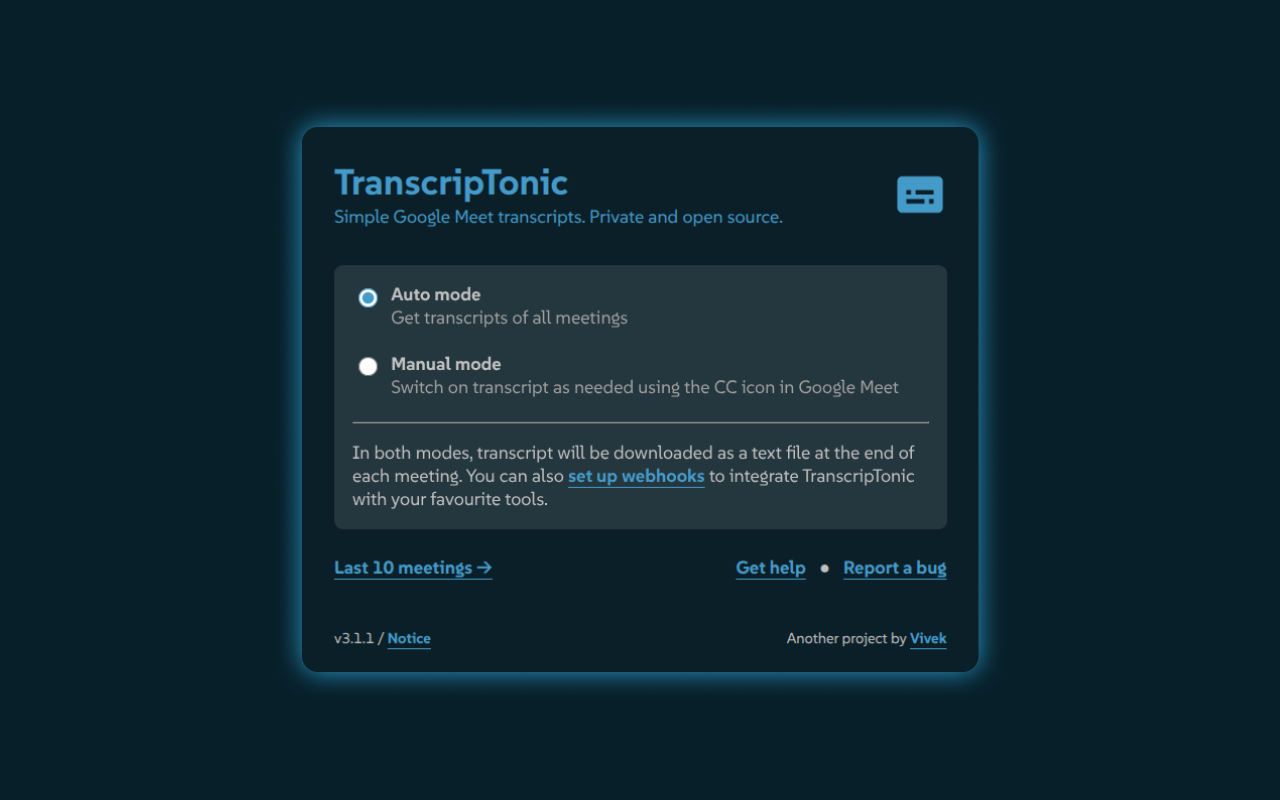 TranscripTonic
Simple Google Meet transcripts. Private and open source.
Auto mode
Get transcripts of all meetings
Manual mode
Switch on transcript as needed using the CC icon in Google Meet
In both modes, transcript will be downloaded as a text file at the end of
each meeting. You can also set up webhooks to integrate TranscripTonic
with your favourite tools.
Last 10 meetings →
Get help ● Report a bug
v3.1.1 / Notice
Another project by Vivek